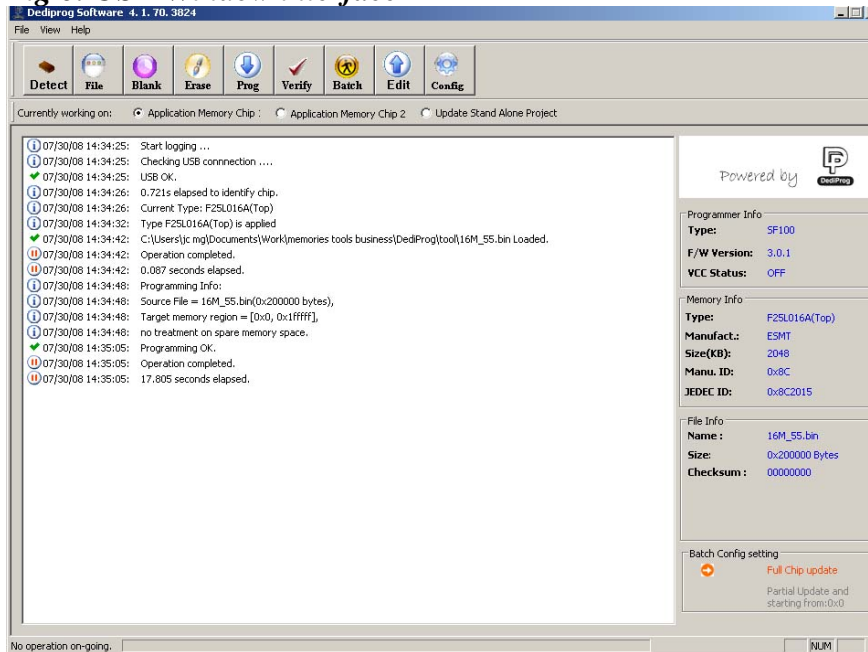 Dediprog Software 4. 1. 70. 3824
File View Help
Detect File Blank Erase Prog Verify Batch Edit Config
Currently working on: Application Memory Chip Application Memory Chip 2 Update Stand Alone Project
07/30/08 14:34:25: Start logging ...
07/30/08 14:34:25: Checking USB connnection ....
07/30/08 14:34:25: USB OK.
07/30/08 14:34:26: 0.721s elapsed to identify chip.
07/30/08 14:34:26: Current Type: F25L016A(Top)
07/30/08 14:34:32: Type F25L016A(Top) is applied
07/30/08 14:34:42: C:\Users\jc mg\Documents\Work\memories tools business\DediProg\tool\16M_55.bin Loaded.
07/30/08 14:34:42: Operation completed.
07/30/08 14:34:42: 0.087 seconds elapsed.
07/30/08 14:34:48: Programming Info:
07/30/08 14:34:48: Source File = 16M_55.bin(0x200000 bytes),
07/30/08 14:34:48: Target memory region = [0x0, 0x1fffff],
07/30/08 14:34:48: no treatment on spare memory space.
07/30/08 14:35:05: Programming OK.
07/30/08 14:35:05: Operation completed.
07/30/08 14:35:05: 17.805 seconds elapsed.
Powered by DediProg
Programmer Info
Type: SF100
F/W Version: 3.0.1
VCC Status: OFF
Memory Info
Type: F25L016A(Top)
Manufact.: ESMT
Size(KB): 2048
Manu. ID: 0x8C
JEDEC ID: 0x8C2015
File Info
Name : 16M_55.bin
Size: 0x200000 Bytes
Checksum : 00000000
Batch Config setting
Full Chip update
Partial Update and
starting from:0x0
No operation on-going. NUM